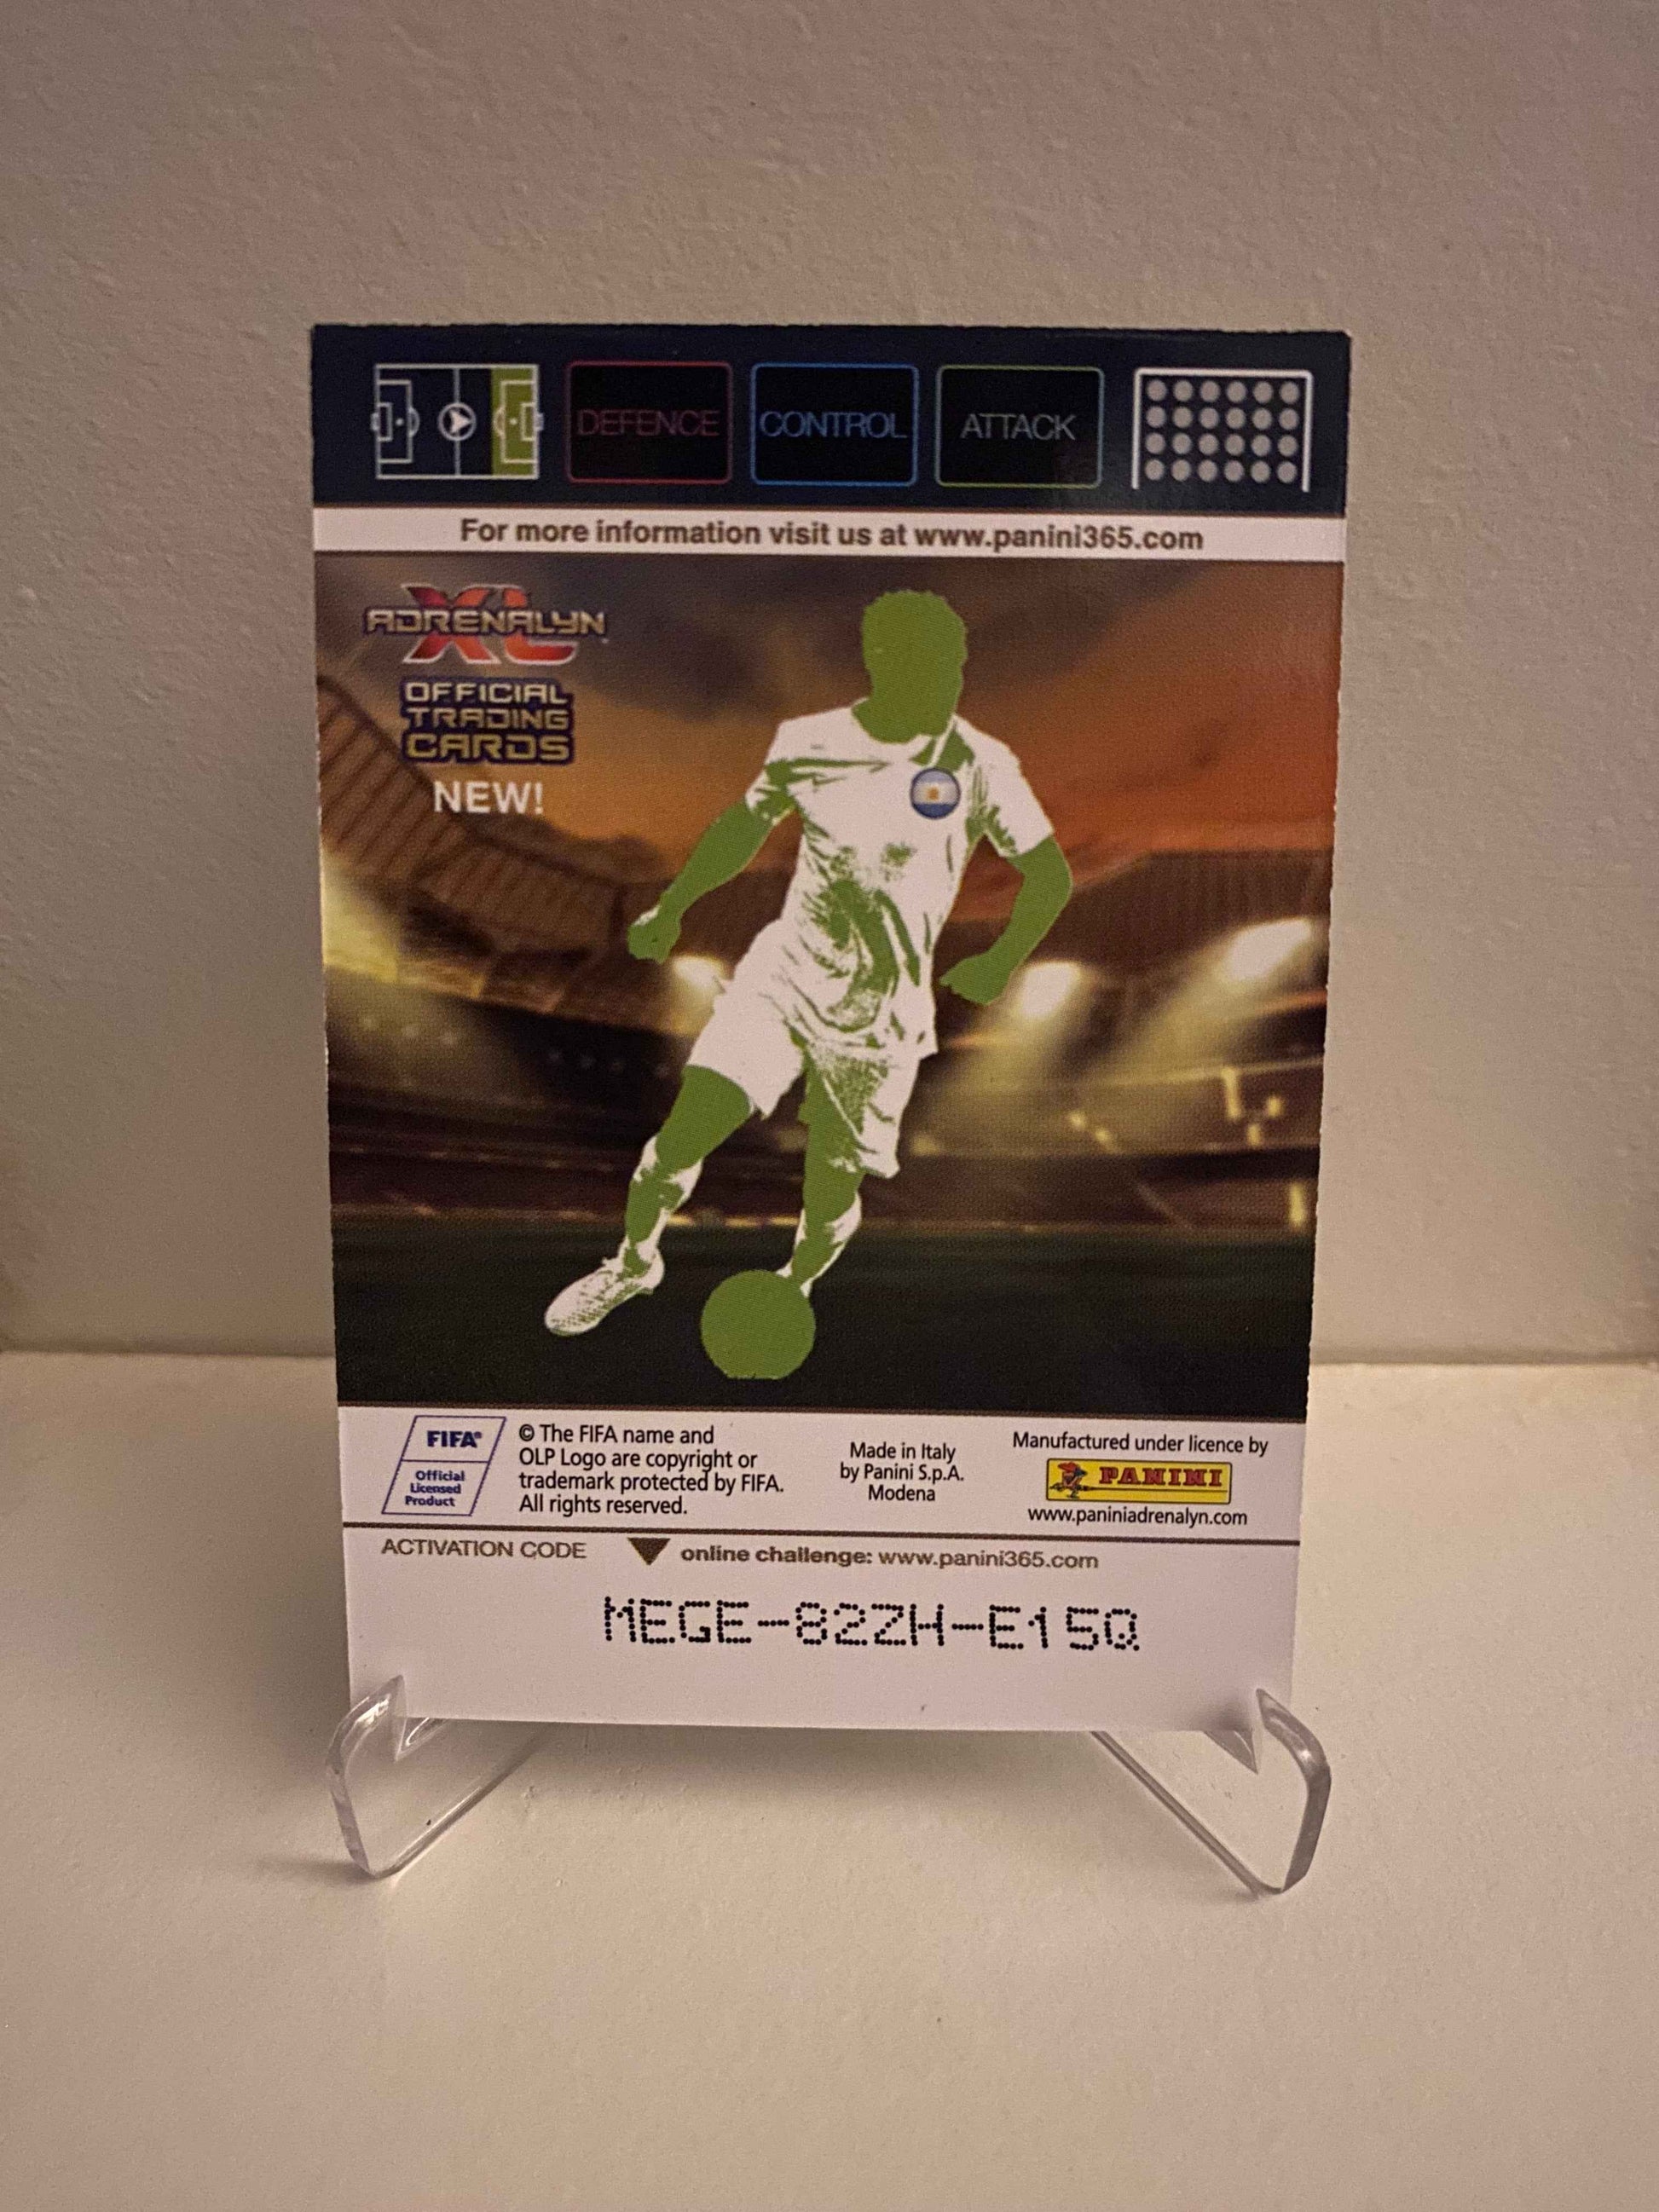 DEFENCE CONTROL ATTACK
For more information visit us at www.panini365.com
ADRENALYN XL
OFFICIAL
TRADING
CARDS
NEW!
FIFA®
Official
Licensed
Product
© The FIFA name and
OLP Logo are copyright or
trademark protected by FIFA.
All rights reserved.
Made in Italy
by Panini S.p.A.
Modena
Manufactured under licence by
PANINI
www.paniniadrenalyn.com
ACTIVATION CODE
online challenge: www.panini365.com
MEGE-82ZH-E15Q